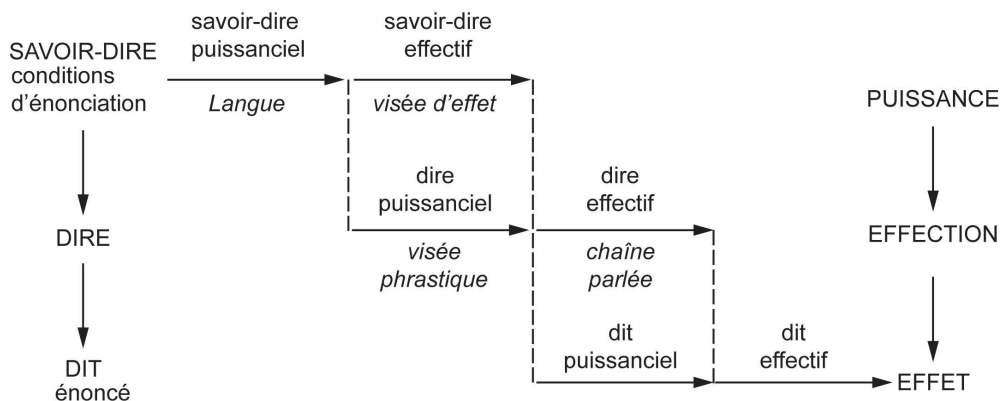 savoir-dire
puissanciel
savoir-dire
effectif
SAVOIR-DIRE
conditions
d’énonciation
Langue
visée d’effet
PUISSANCE
dire
puissanciel
dire
effectif
DIRE
EFFECTION
visée
phrastique
chaîne
parlée
dit
puissanciel
dit
effectif
DIT
énoncé
EFFET